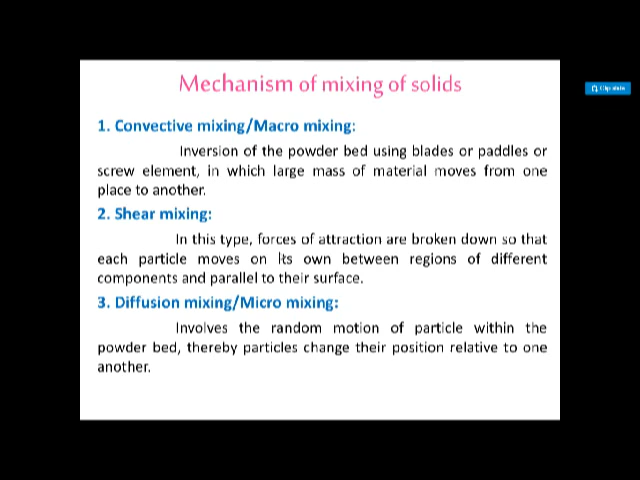 Mechanism of mixing of solids
1. Convective mixing/Macro mixing:
Inversion of the powder bed using blades or paddles or
screw element, in which large mass of material moves from one
place to another.
2. Shear mixing:
In this type, forces of attraction are broken down so that
each particle moves on its own between regions of different
components and parallel to their surface.
3. Diffusion mixing/Micro mixing:
Involves the random motion of particle within the
powder bed, thereby particles change their position relative to one
another.